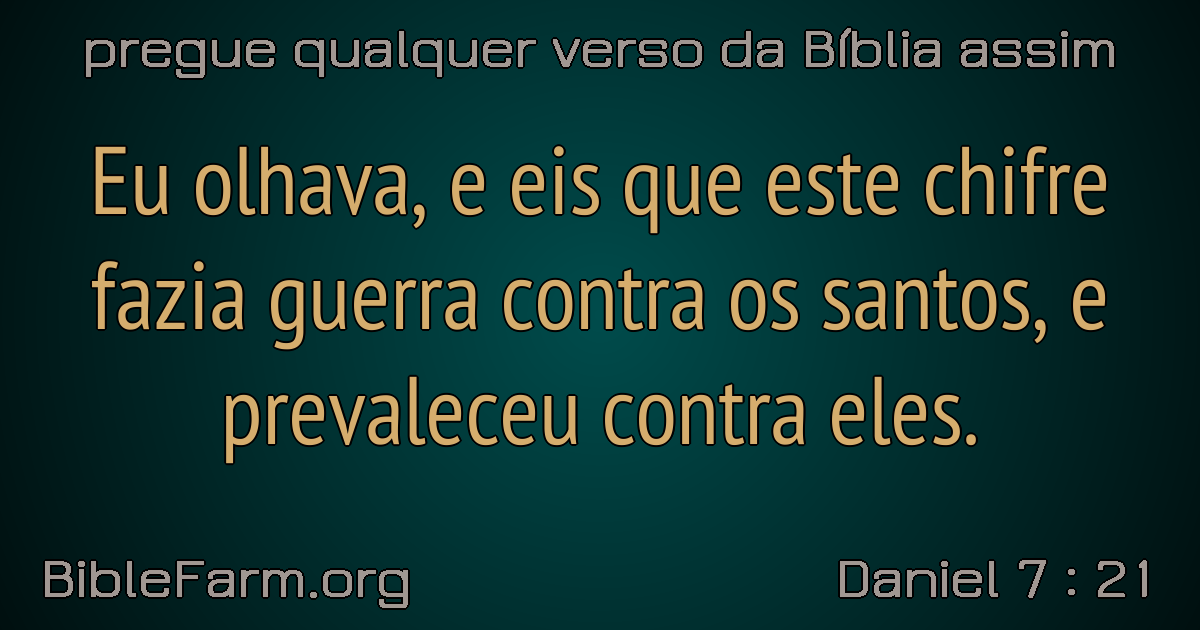 pregue qualquer verso da Bíblia assim
Eu olhava, e eis que este chifre
fazia guerra contra os santos, e
prevaleceu contra eles.
BibleFarm.org
Daniel 7 : 21